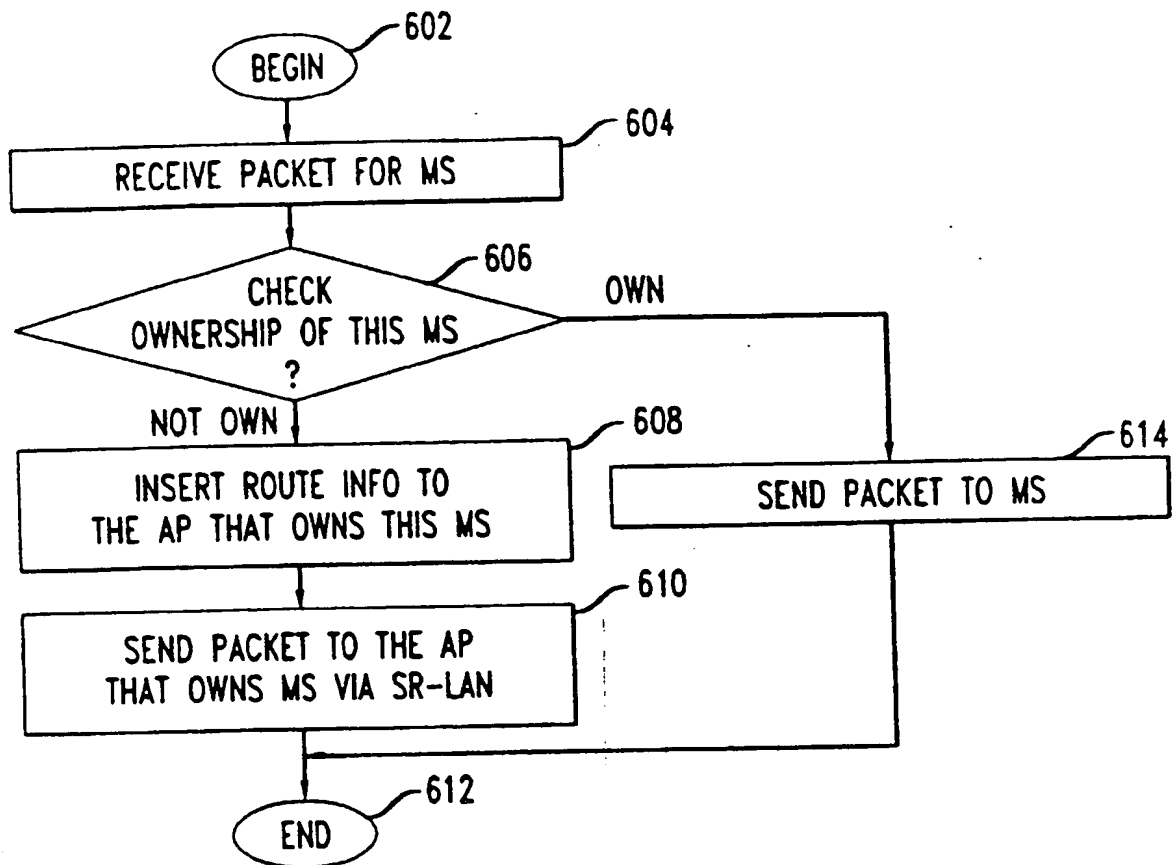 602
BEGIN
604
RECEIVE PACKET FOR MS
606
CHECK
OWNERSHIP OF THIS MS
?
OWN
NOT OWN
608
INSERT ROUTE INFO TO
THE AP THAT OWNS THIS MS
614
SEND PACKET TO MS
610
SEND PACKET TO THE AP
THAT OWNS MS VIA SR-LAN
612
END